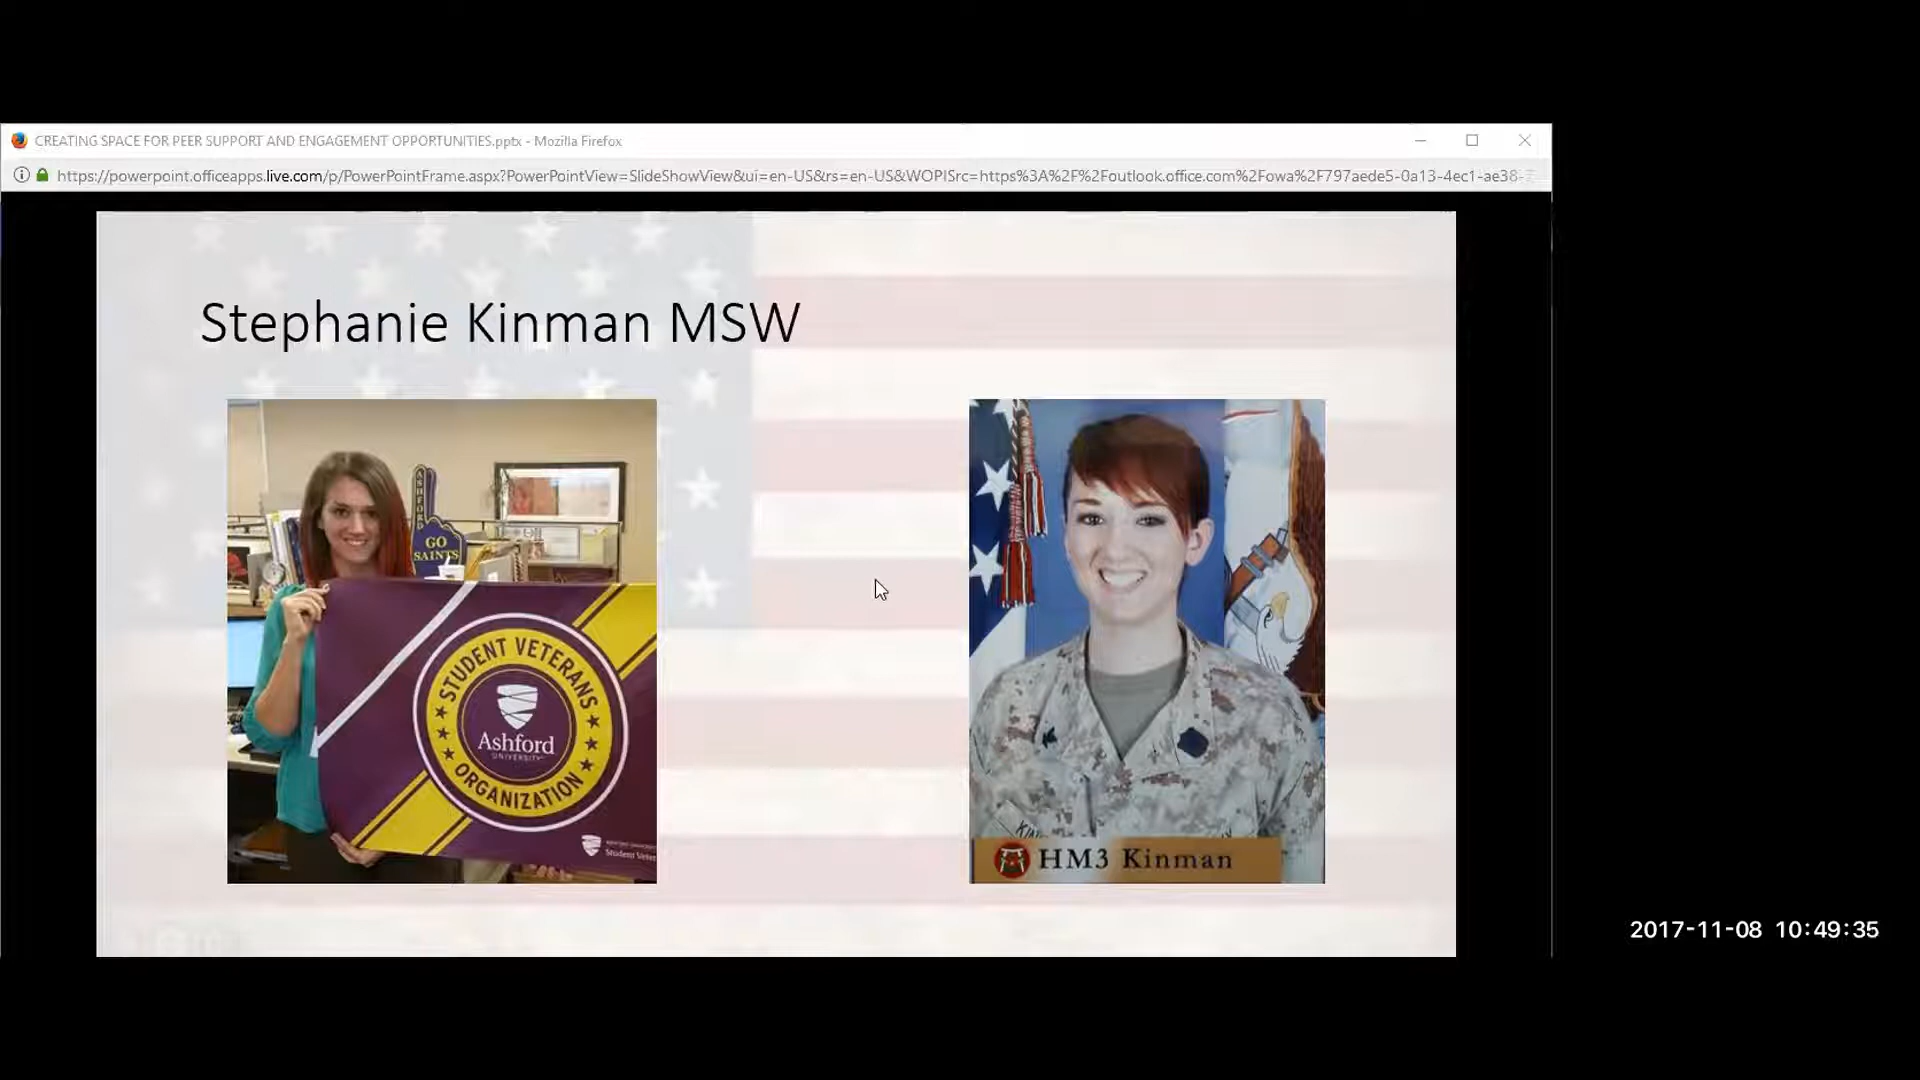 CREATING SPACE FOR PEER SUPPORT AND ENGAGEMENT OPPORTUNITIES.pptx - Mozilla Firefox
https://powerpoint.officeapps.live.com/p/PowerPointFrame.aspx?PowerPointView=SlideShowView&ui=en-US&rs=en-US&WOPISrc=https%3A%2F%2Foutlook.office.com%2Fowa%2F797aede5-0a13-4ec1-ae38-
Stephanie Kinman MSW
ASHFORD
GO
SAINTS
STUDENT VETERANS
Ashford
UNIVERSITY
ORGANIZATION
Student
HM3 Kinman
2017-11-08 10:49:35